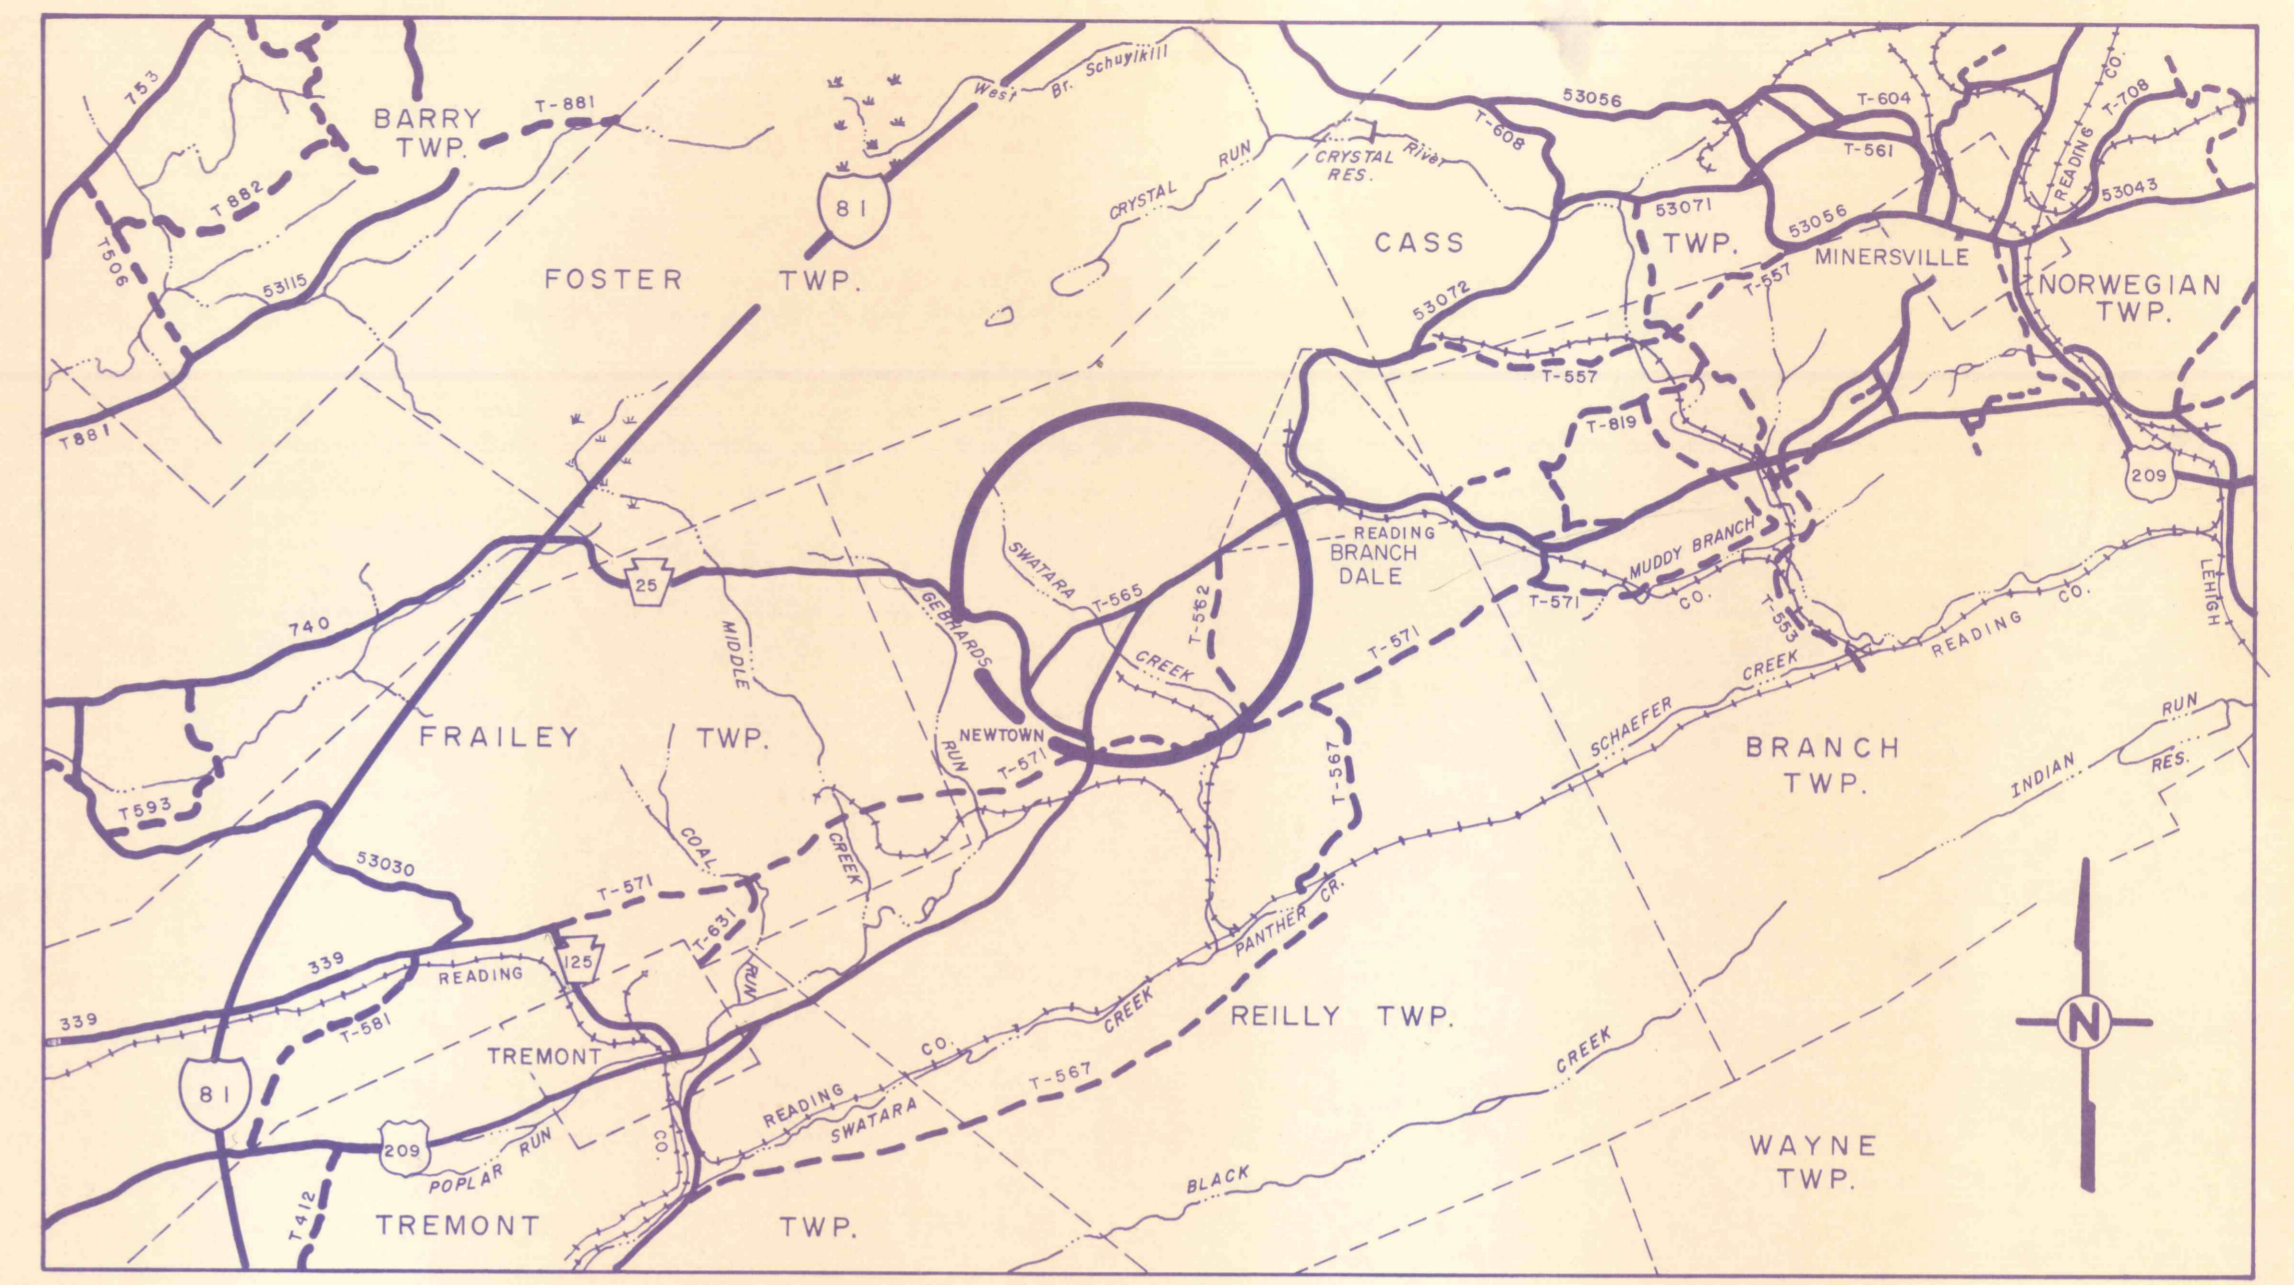 753
BARRY
TWP.
T-881
T 882
T506
53115
T881
81
West Br. Schuylkill
CRYSTAL RUN
CRYSTAL
RES.
River
FOSTER TWP.
53056
T-608
T-604
T-561
READING CO.
T-708
53043
53071
CASS TWP.
53056
MINERSVILLE
T-557
NORWEGIAN
TWP.
53072
T-557
T-819
209
25
740
GEBHARDS RUN
SWATARA CREEK
T-565
T-562
READING
BRANCH
DALE
MUDDY BRANCH
CO.
T-571
T-553
LEHIGH
READING CO.
MIDDLE CREEK
T-571
FRAILEY TWP.
NEWTOWN
T-571
T-567
SCHAEFER CREEK
BRANCH
TWP.
INDIAN RUN
RES.
T593
53030
COAL RUN
T-571
T-631
PANTHER CR.
339
READING
125
339
T-581
TREMONT
REILLY TWP.
N
81
CO.
READING CO.
SWATARA CREEK
T-567
BLACK CREEK
209
POPLAR RUN
T412
WAYNE
TWP.
TREMONT TWP.